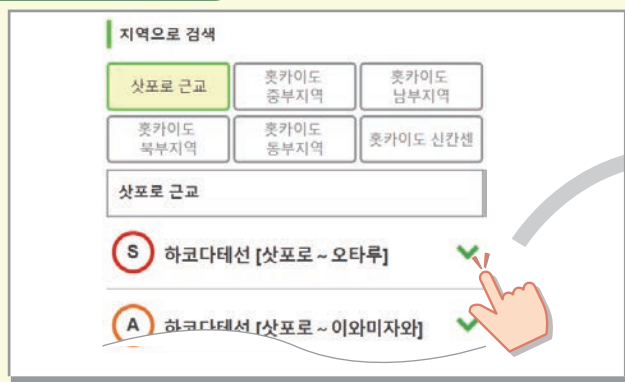 지역으로 검색
삿포로 근교
홋카이도
중부지역
홋카이도
남부지역
홋카이도
북부지역
홋카이도
동부지역
홋카이도 신칸센
삿포로 근교
S 하코다테선 [삿포로 ~ 오타루]
A 하코다테선 [삿포로 ~ 이와미자와]